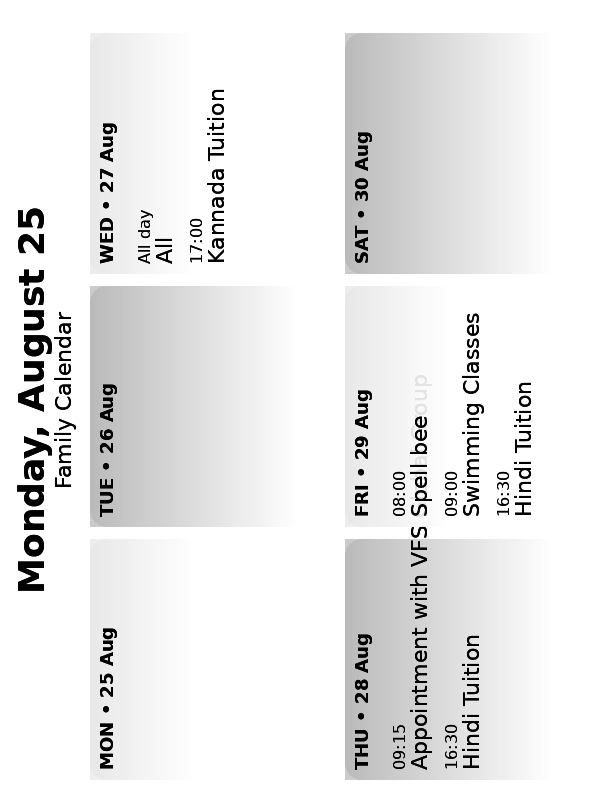 Monday, August 25
Family Calendar
MON • 25 Aug
TUE • 26 Aug
WED • 27 Aug
All day
All
17:00
Kannada Tuition
THU • 28 Aug
09:15
Appointment with VFS
16:30
Hindi Tuition
FRI • 29 Aug
08:00
Spell bee
09:00
Swimming Classes
16:30
Hindi Tuition
SAT • 30 Aug